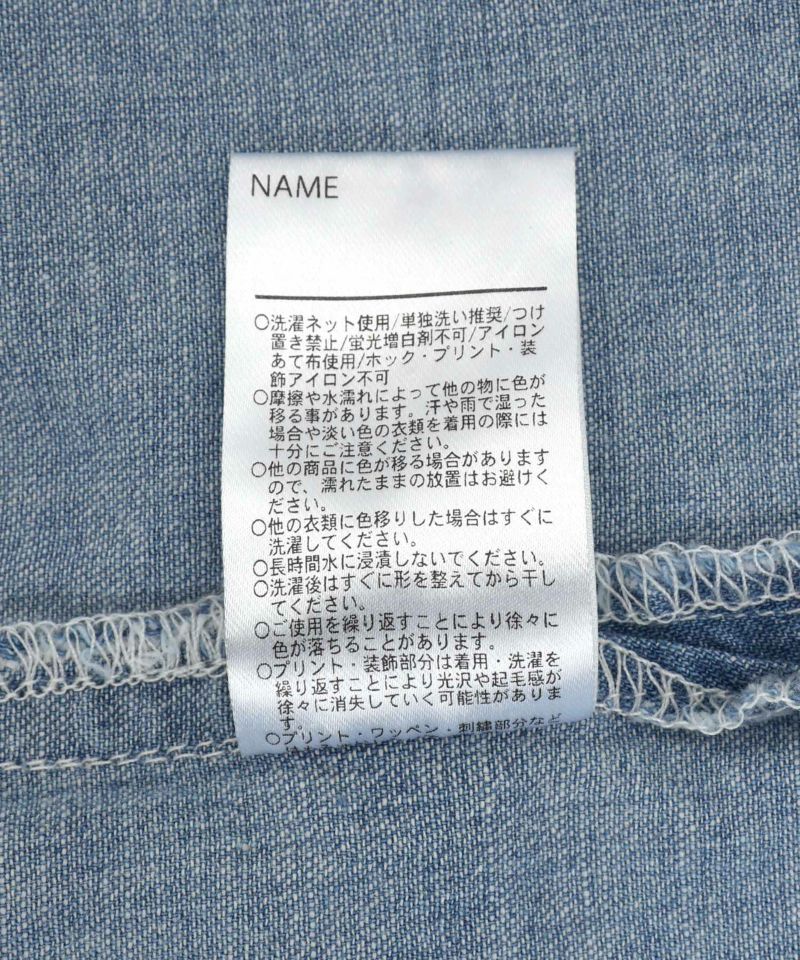 NAME
○洗濯ネット使用/単独洗い推奨/つけ
置き禁止/蛍光増白剤不可/アイロン
あて布使用/ホック・プリント・装
飾アイロン不可
○摩擦や水濡れによって他の物に色が
移る事があります。汗や雨で湿った
場合や淡い色の衣類を着用の際には
十分にご注意ください。
○他の商品に色が移る場合があります
ので、濡れたままの放置はお避けく
ださい。
○他の衣類に色移りした場合はすぐに
洗濯してください。
○長時間水に浸漬しないでください。
○洗濯後はすぐに形を整えてから干し
てください。
○ご使用を繰り返すことにより徐々に
色が落ちることがあります。
○プリント・装飾部分は着用・洗濯を
繰り返すことにより光沢や起毛感が
徐々に消失していく可能性がありま
す。
○プリント・ワッペン・刺繍部分など